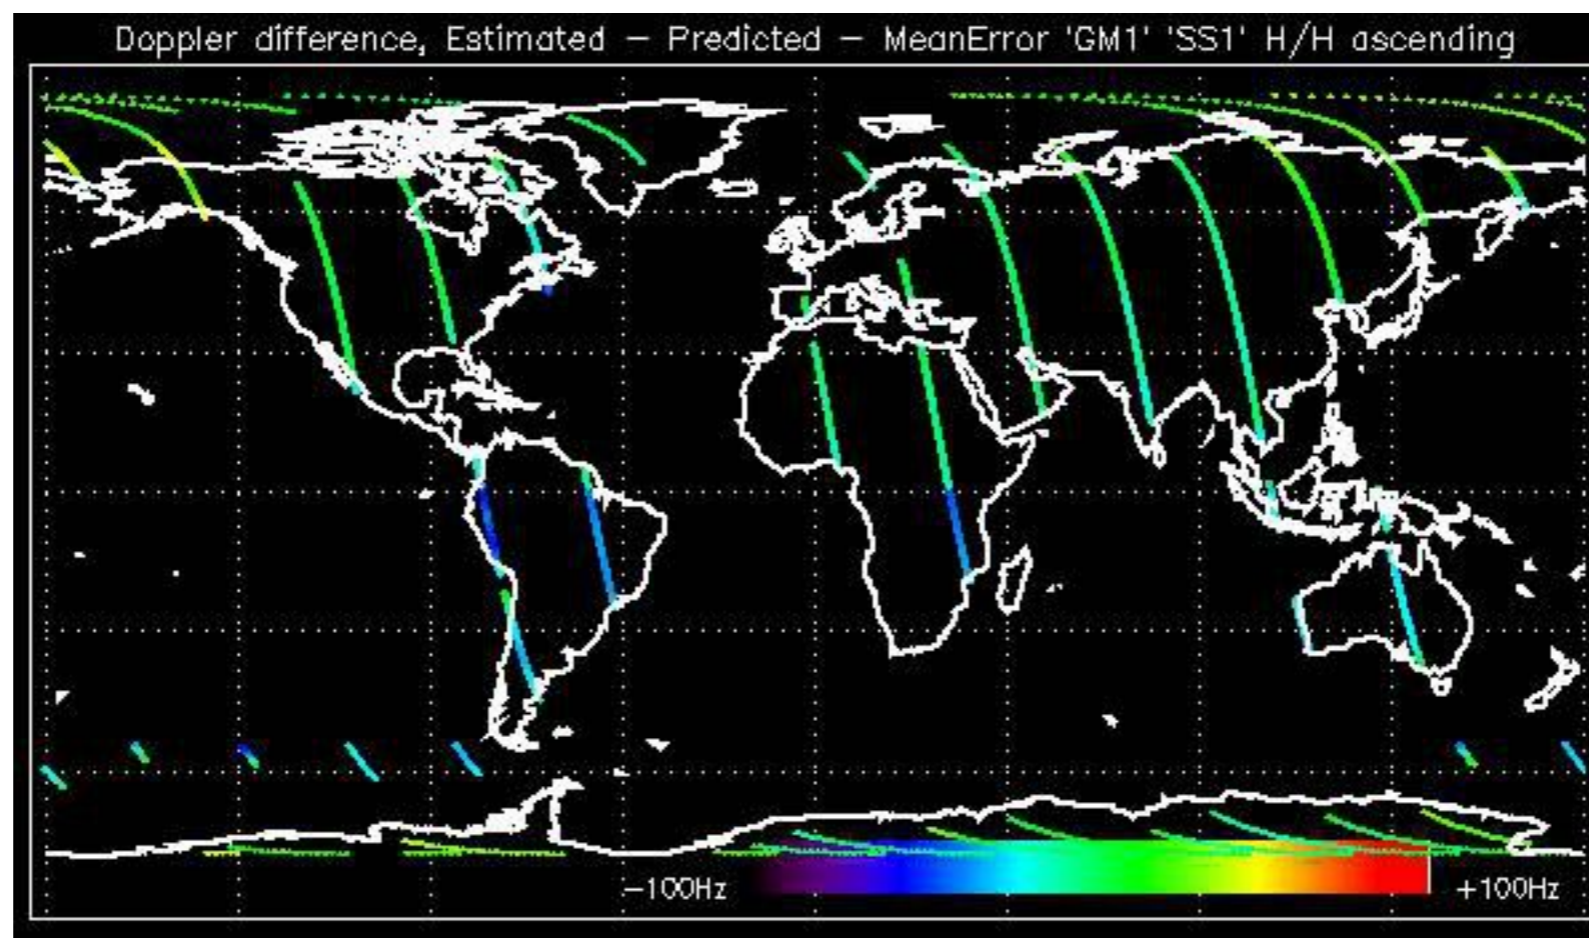 Doppler difference, Estimated − Predicted − MeanError 'GM1' 'SS1' H/H ascending
−100Hz
+100Hz